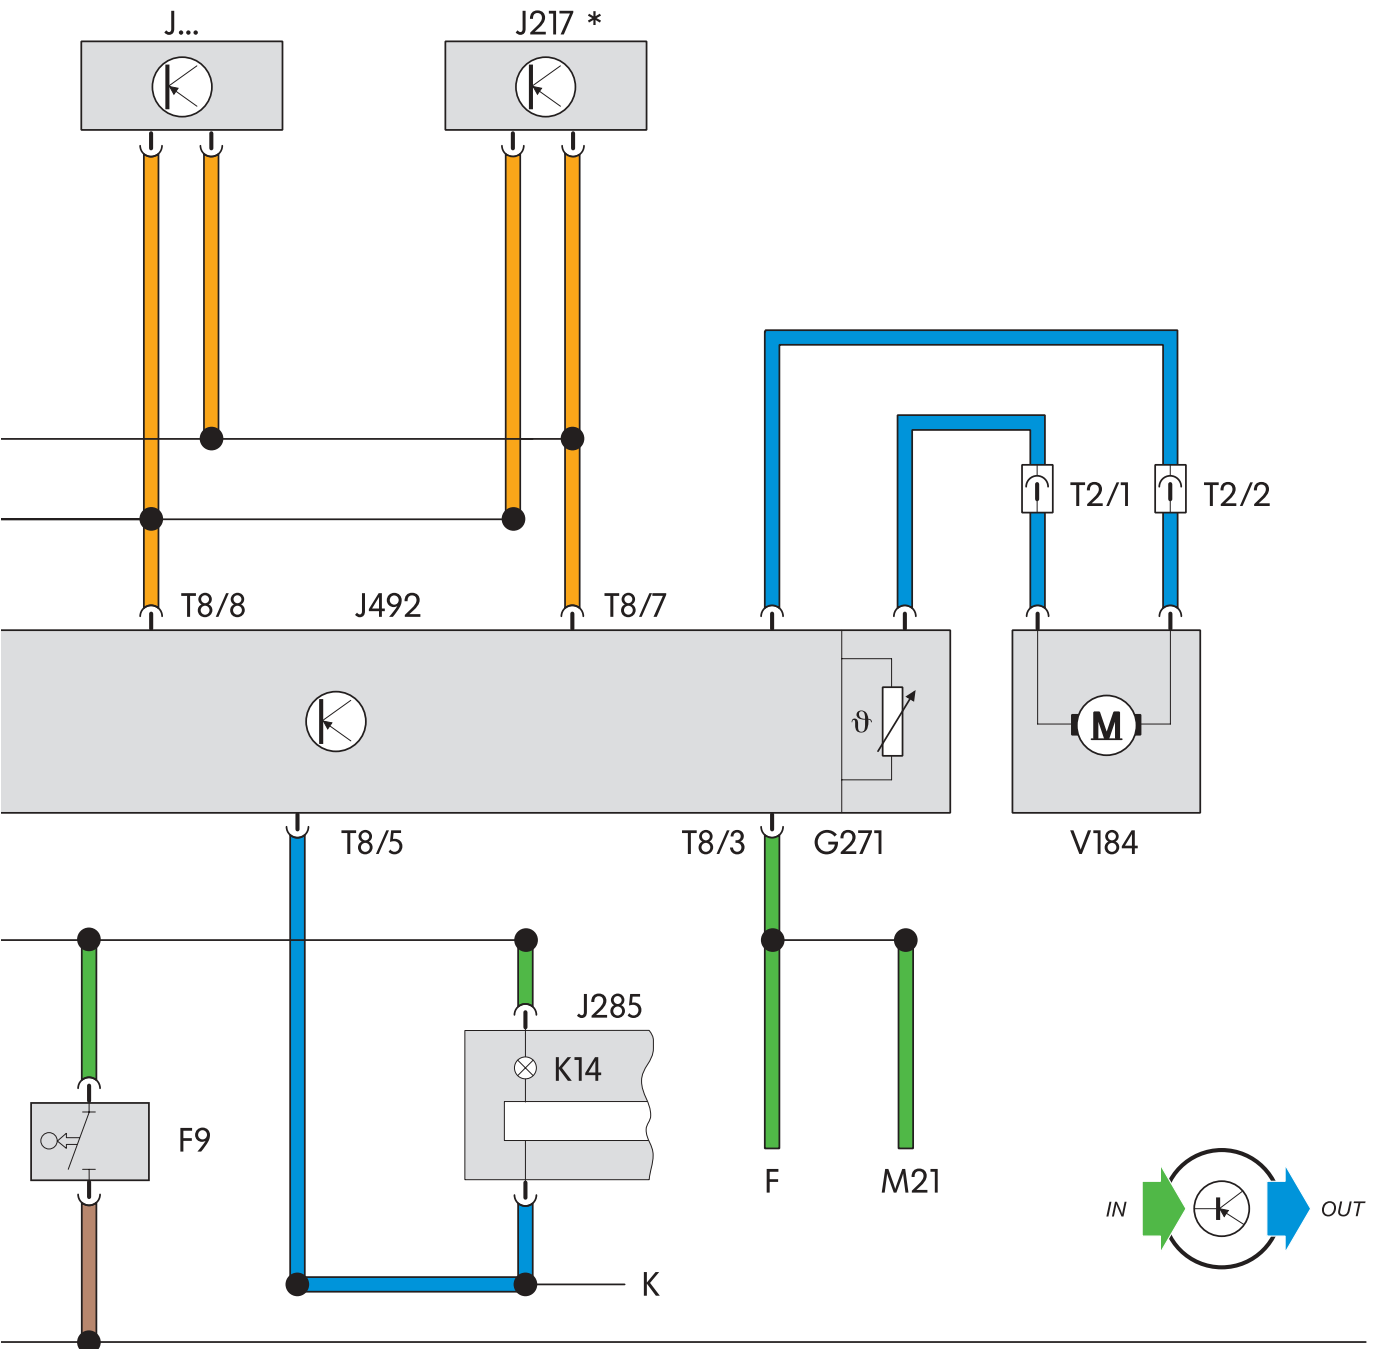 J...
J217 *
T2/1
T2/2
T8/8
J492
T8/7
ϑ
M
T8/5
T8/3
G271
V184
J285
K14
F9
F
M21
IN
OUT
K